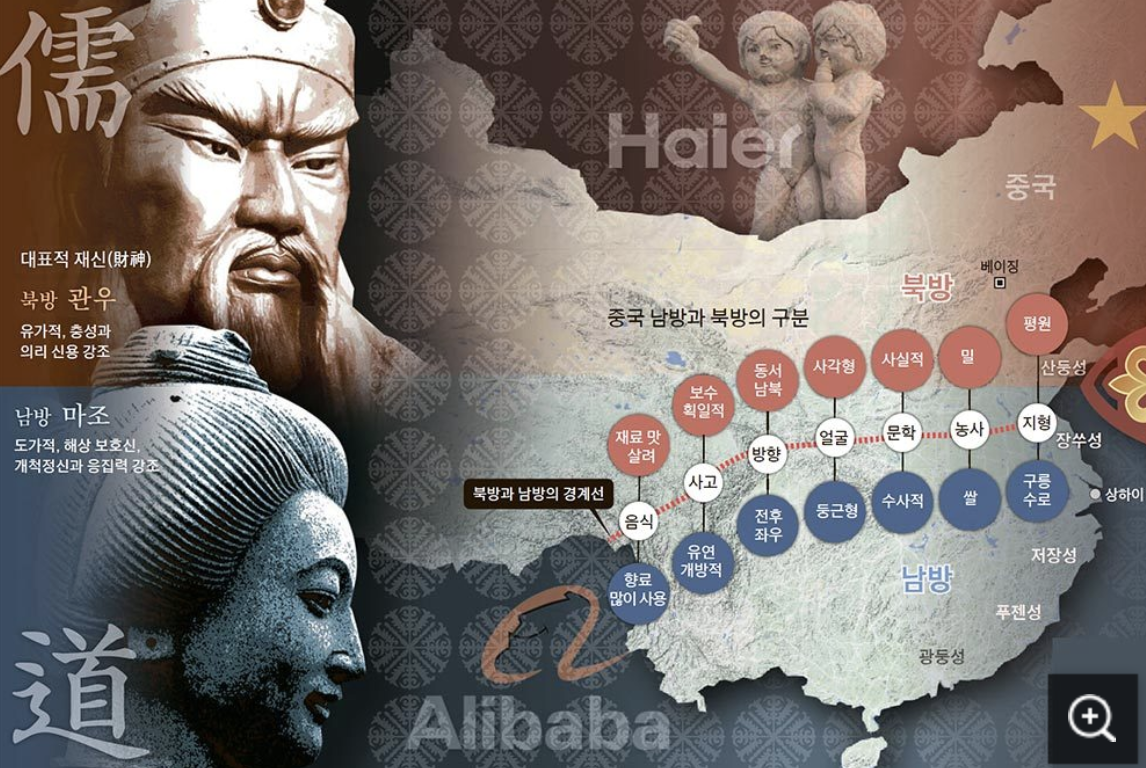 儒
대표적 재신(財神)
북방 관우
유가적, 충성과
의리 신용 강조
남방 마조
도가적, 해상 보호신,
개척정신과 응집력 강조
道
Haier
중국
베이징
북방
중국 남방과 북방의 구분
평원
밀
사실적
사각형
동서
남북
보수
획일적
재료 맛
살려
산둥성
지형
농사
문학
얼굴
방향
사고
음식
장쑤성
북방과 남방의 경계선
구릉
수로
쌀
수사적
둥근형
전후
좌우
유연
개방적
향료
많이 사용
상하이
저장성
남방
푸젠성
광둥성
Alibaba